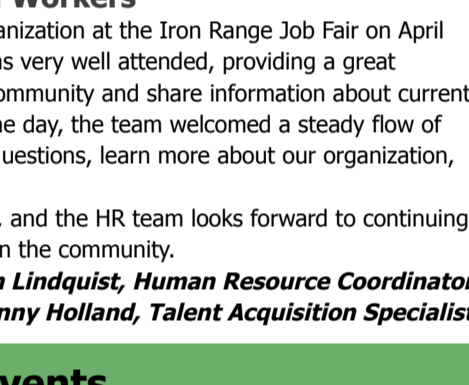 Workers
anization at the Iron Range Job Fair on April
s very well attended, providing a great
ommunity and share information about current
e day, the team welcomed a steady flow of
uestions, learn more about our organization,
, and the HR team looks forward to continuing
n the community.
Lindquist, Human Resource Coordinator
nny Holland, Talent Acquisition Specialist
vents